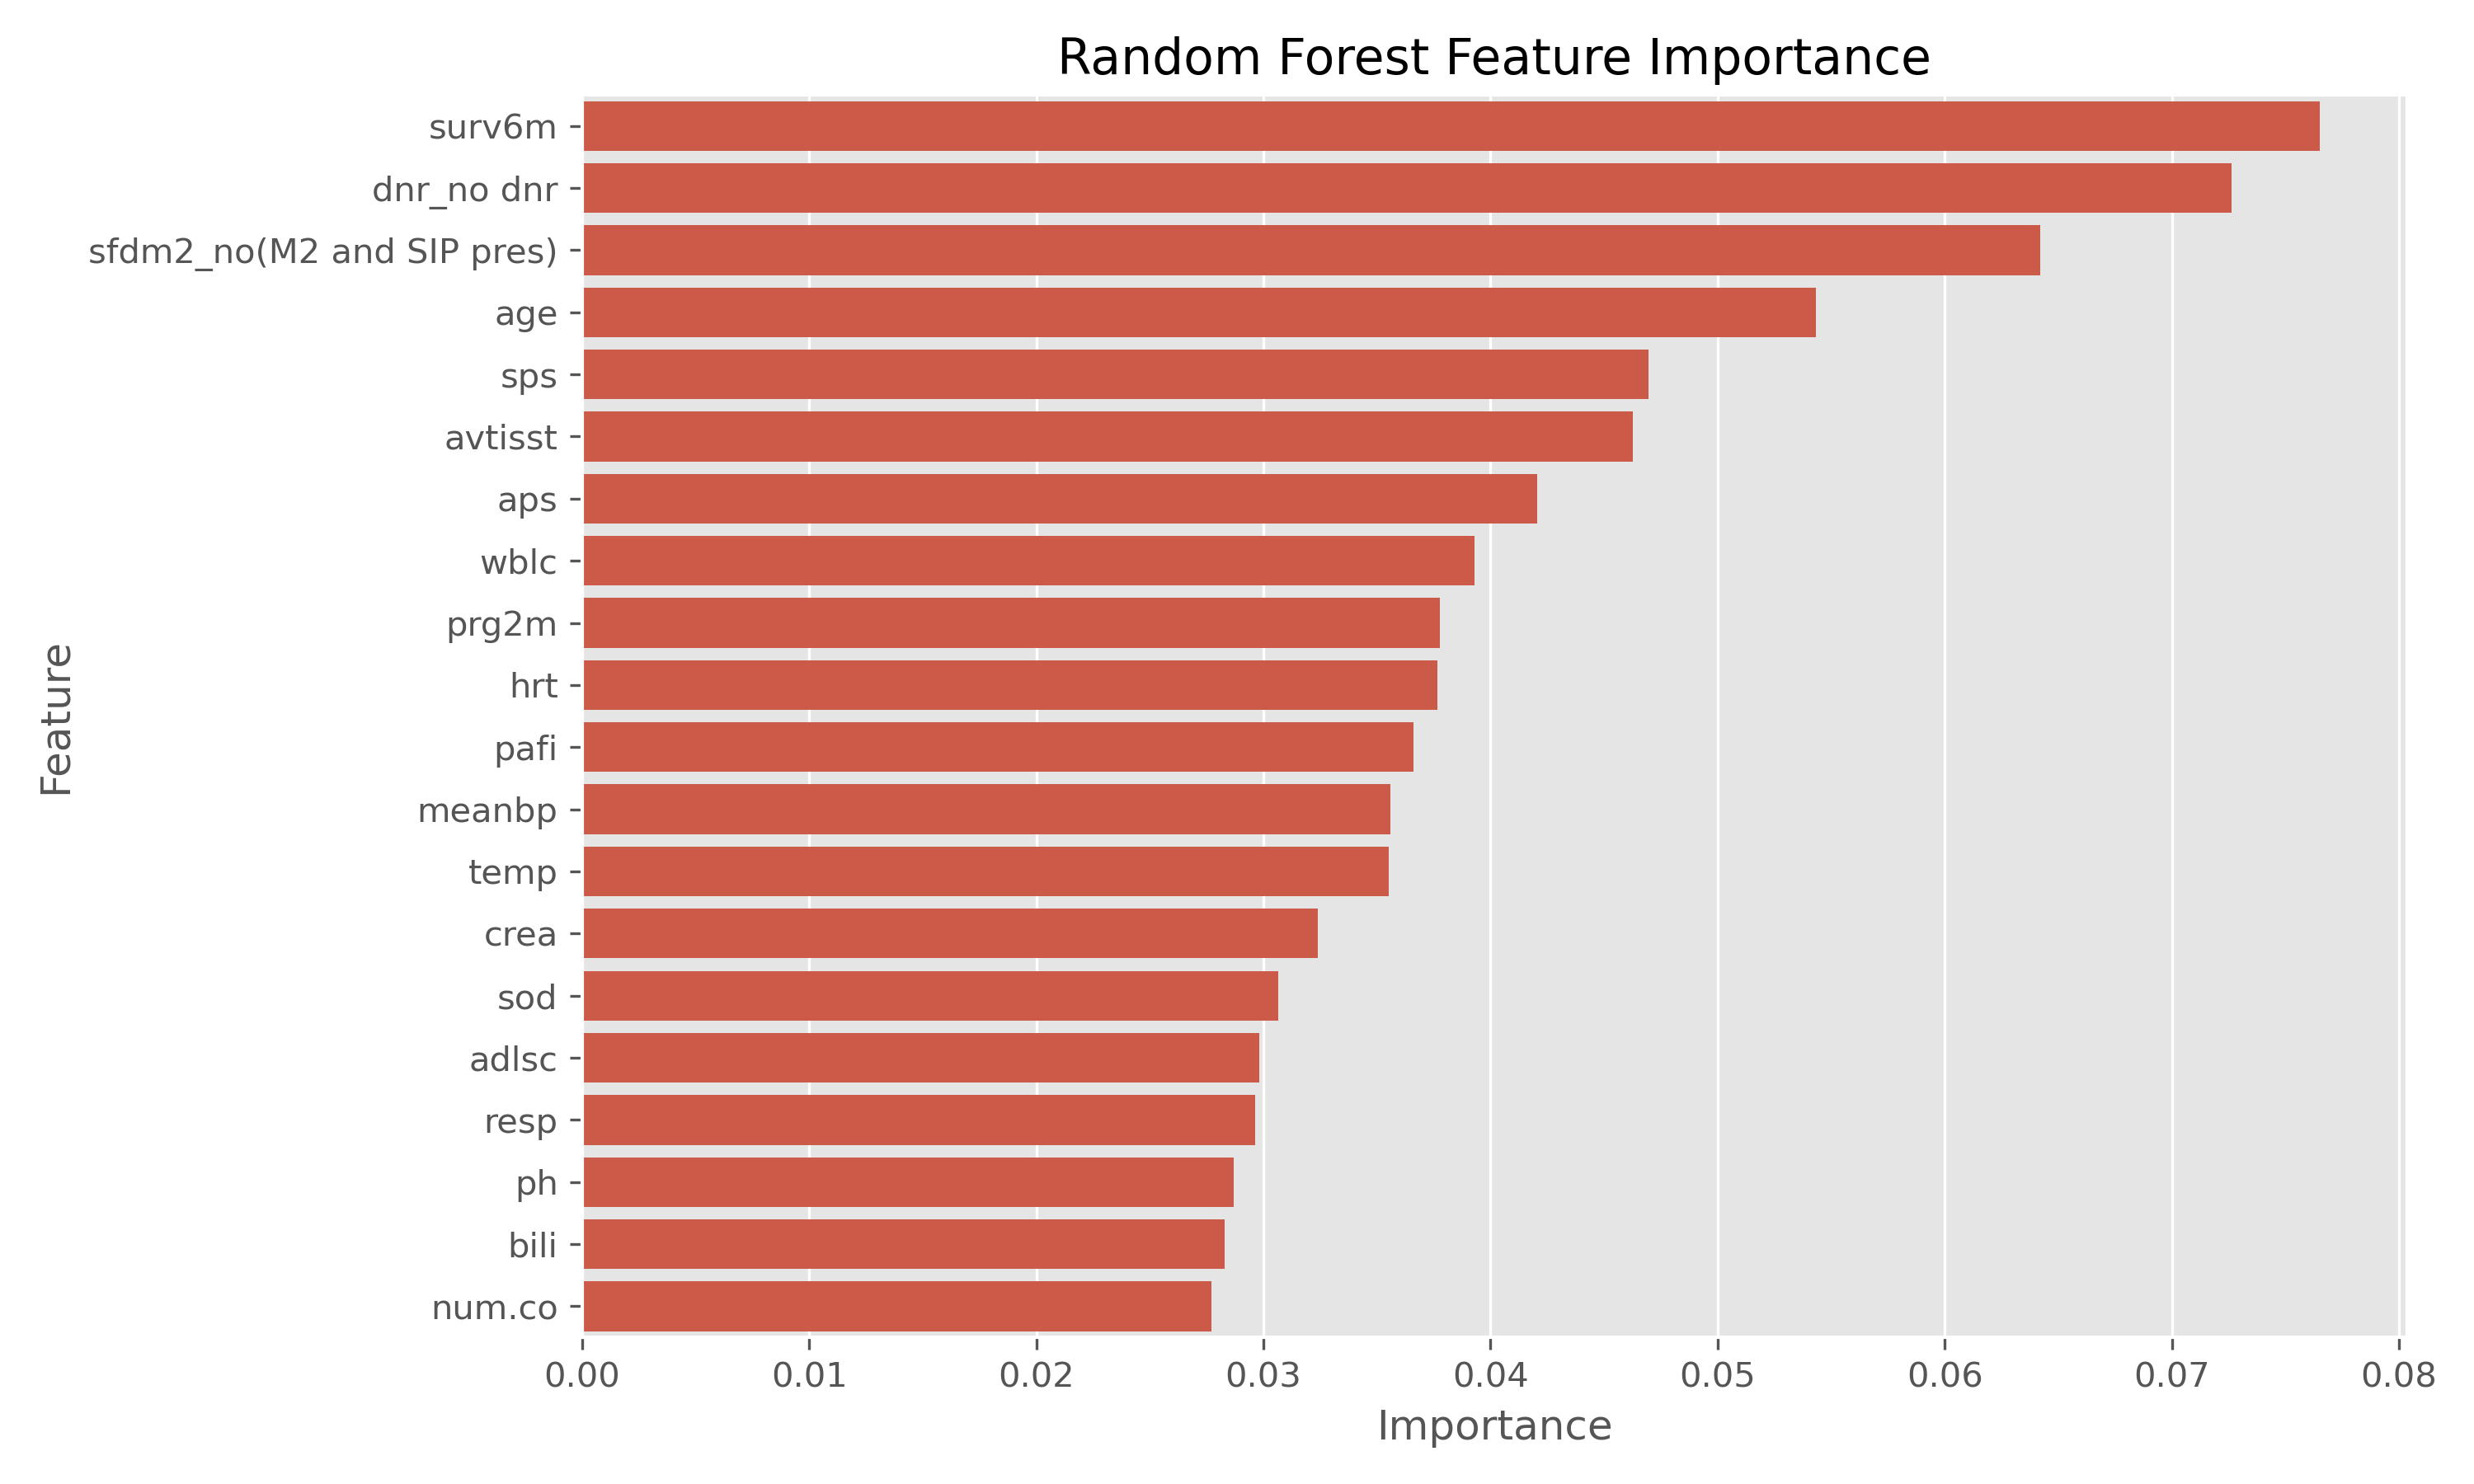 Random Forest Feature Importance
Feature
surv6m
dnr_no dnr
sfdm2_no(M2 and SIP pres)
age
sps
avtisst
aps
wblc
prg2m
hrt
pafi
meanbp
temp
crea
sod
adlsc
resp
ph
bili
num.co
0.00 0.01 0.02 0.03 0.04 0.05 0.06 0.07 0.08
Importance